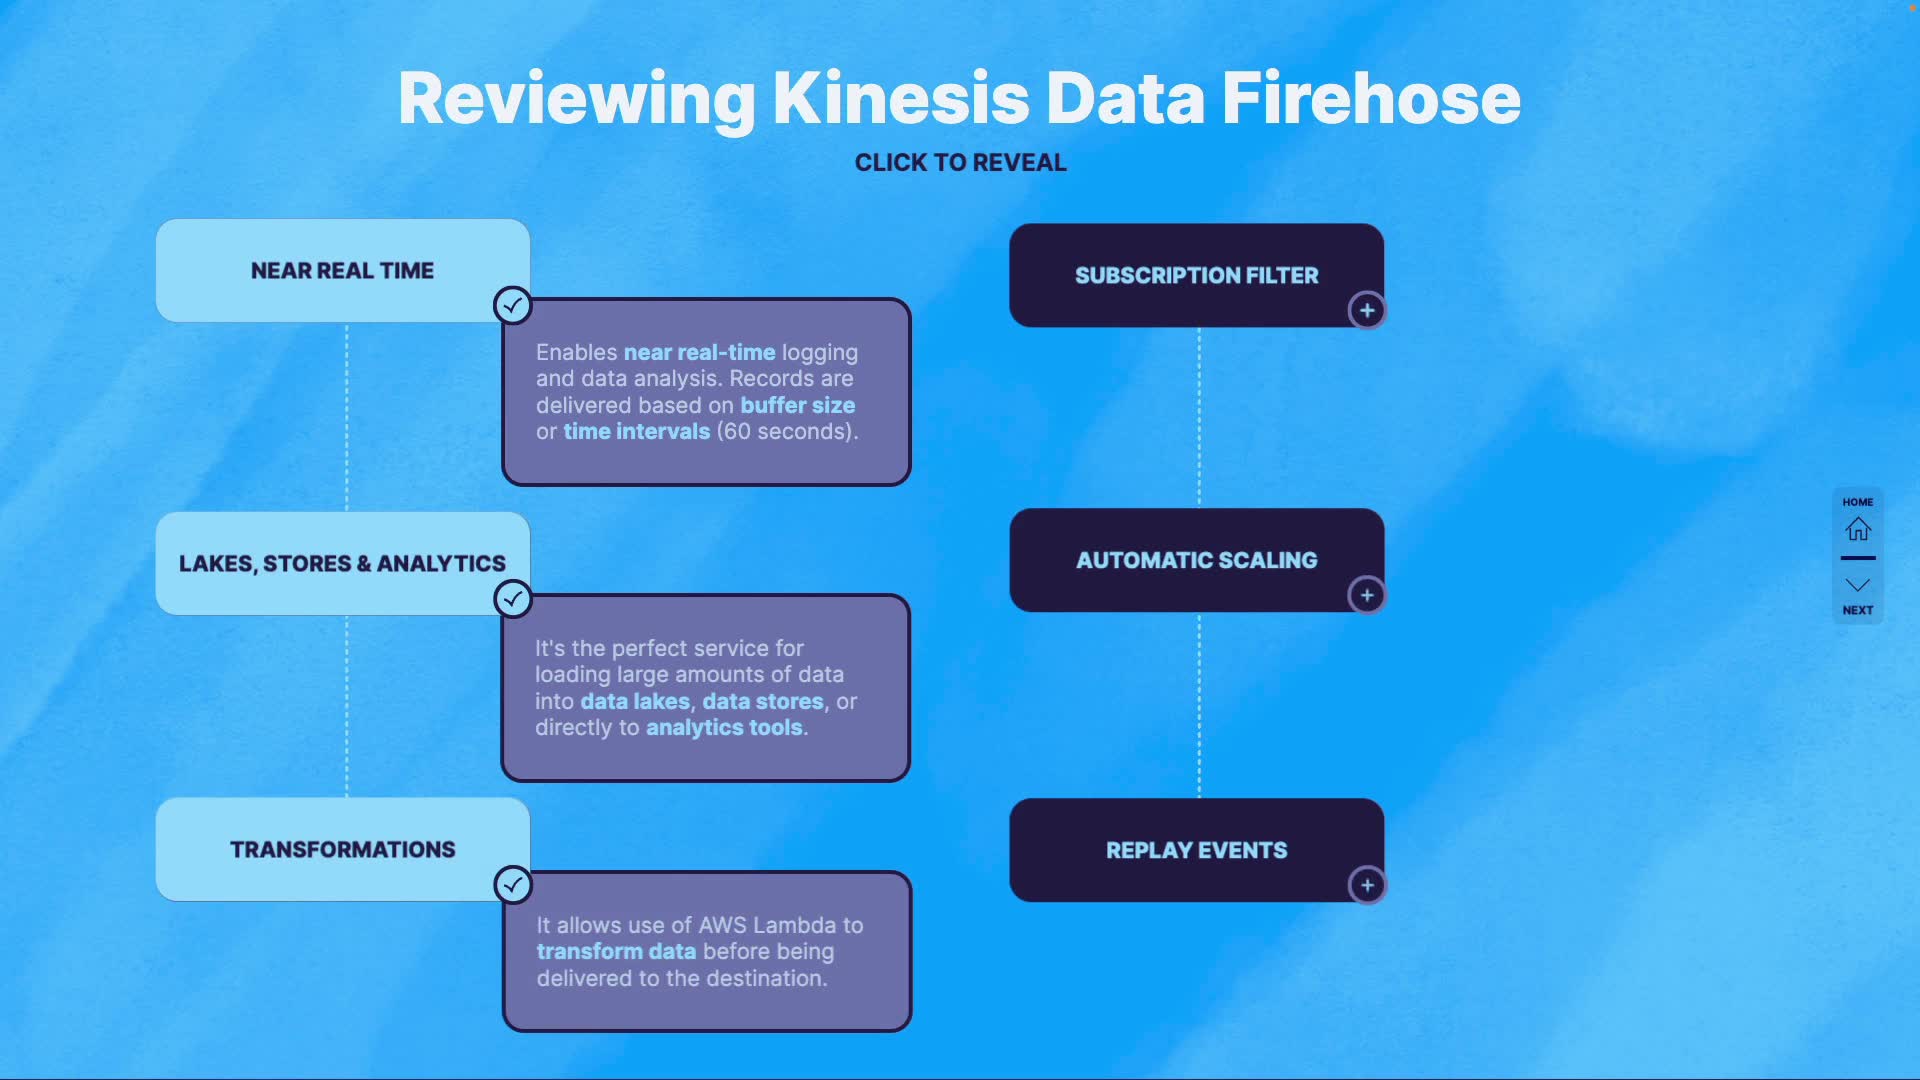 Reviewing Kinesis Data Firehose
CLICK TO REVEAL
NEAR REAL TIME
Enables near real-time logging
and data analysis. Records are
delivered based on buffer size
or time intervals (60 seconds).
LAKES, STORES & ANALYTICS
It's the perfect service for
loading large amounts of data
into data lakes, data stores, or
directly to analytics tools.
TRANSFORMATIONS
It allows use of AWS Lambda to
transform data before being
delivered to the destination.
SUBSCRIPTION FILTER
AUTOMATIC SCALING
REPLAY EVENTS
HOME
NEXT